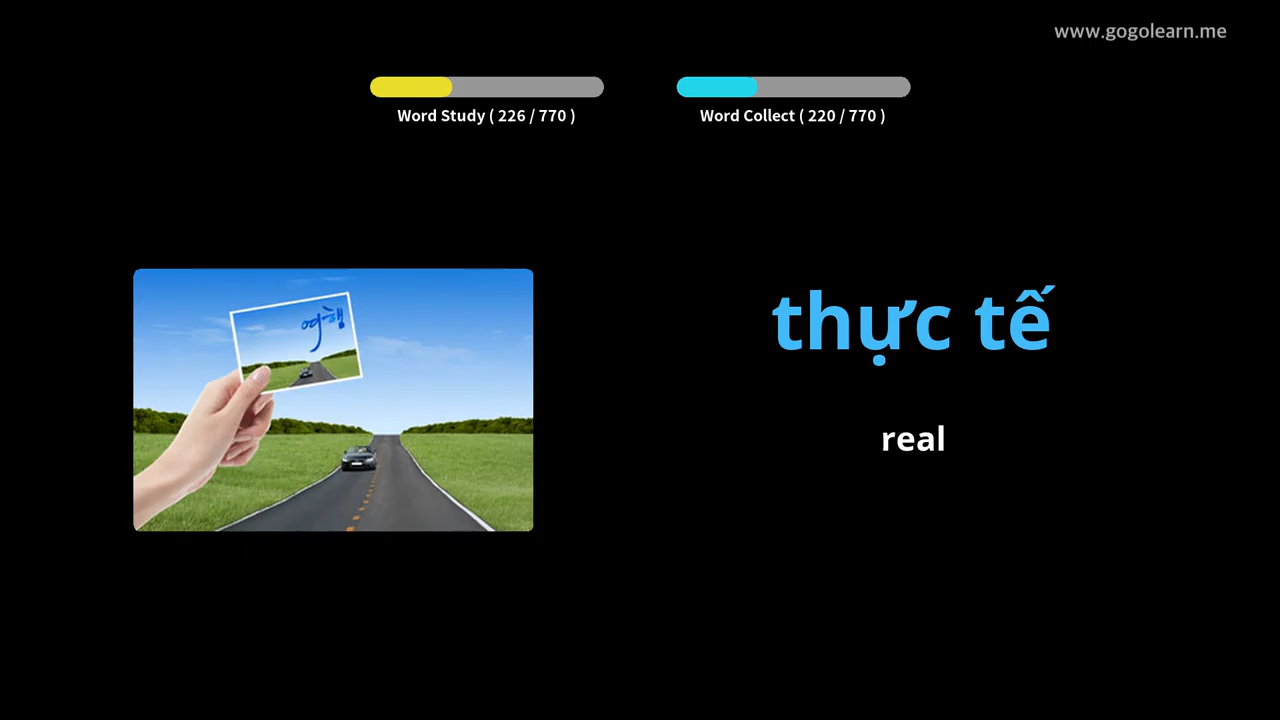 www.gogolearn.me
Word Study ( 226 / 770 )
Word Collect ( 220 / 770 )
여행
thực tế
real